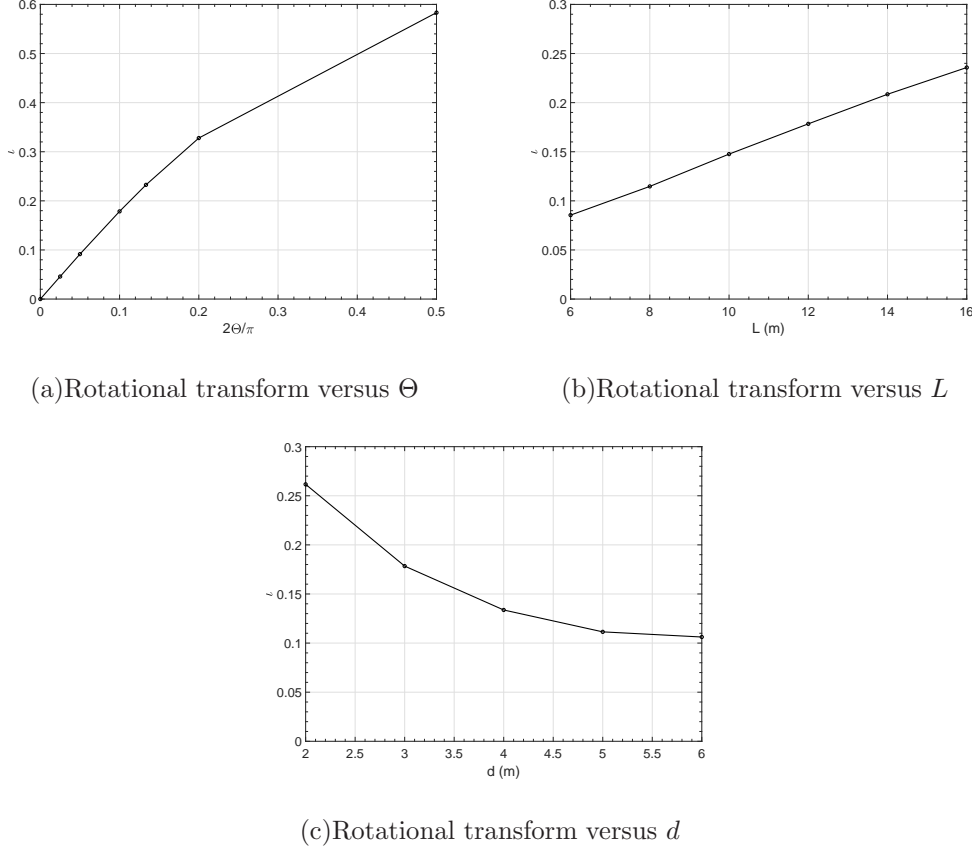 0.6
0.5
0.4
0.3
0.2
0.1
0
ι
0 0.1 0.2 0.3 0.4 0.5
2Θ/π
(a)Rotational transform versus Θ
0.3
0.25
0.2
0.15
0.1
0.05
0
ι
6 8 10 12 14 16
L (m)
(b)Rotational transform versus L
0.3
0.25
0.2
0.15
0.1
0.05
0
ι
2 2.5 3 3.5 4 4.5 5 5.5 6
d (m)
(c)Rotational transform versus d